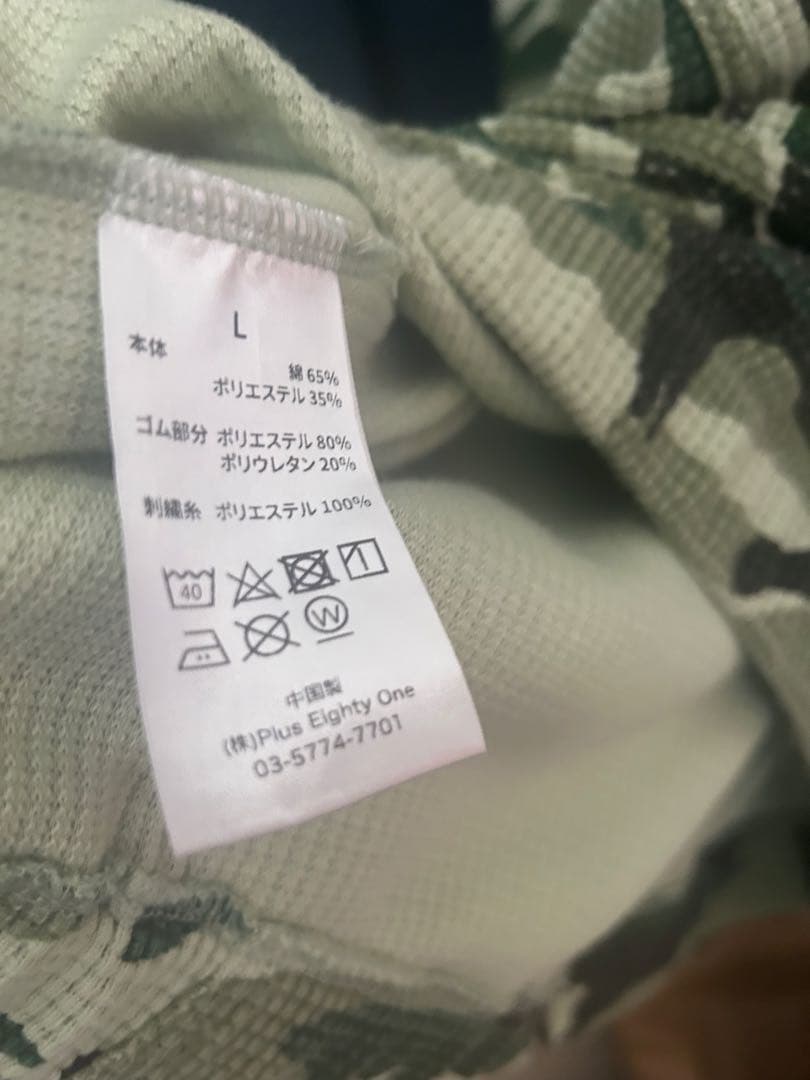 L
本体 綿 65%
ポリエステル 35%
ゴム部分 ポリエステル 80%
ポリウレタン 20%
刺繍糸 ポリエステル 100%
40
W
中国製
(株)Plus Eighty One
03-5774-7701